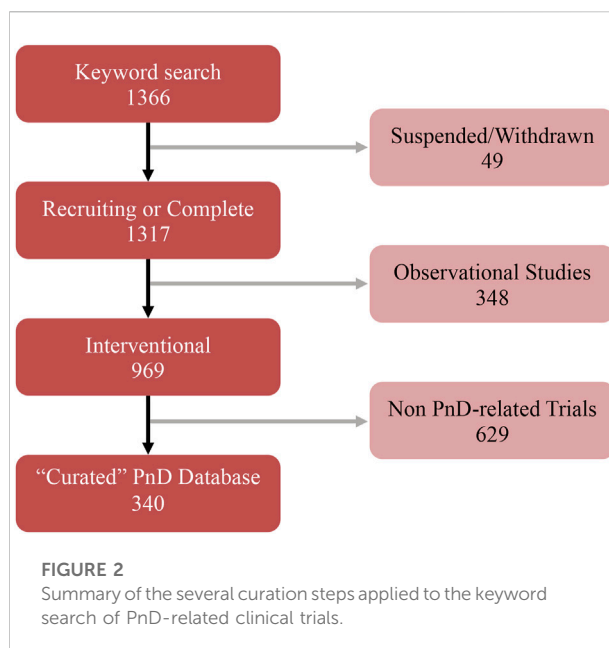 Keyword search
1366
Suspended/Withdrawn
49
Recruiting or Complete
1317
Observational Studies
348
Interventional
969
Non PnD-related Trials
629
“Curated” PnD Database
340
FIGURE 2
Summary of the several curation steps applied to the keyword
search of PnD-related clinical trials.